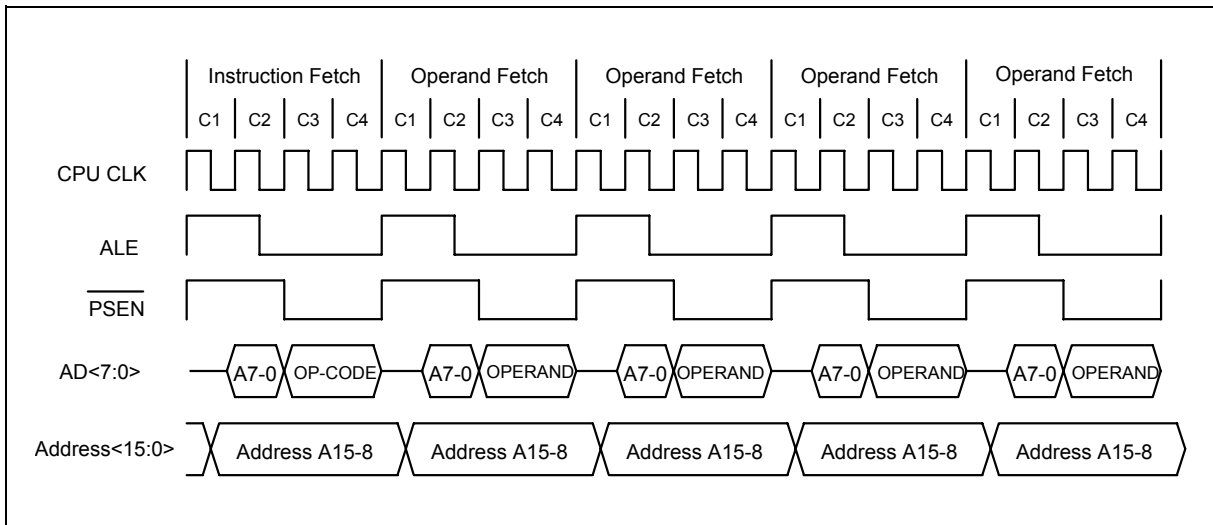 Instruction Fetch Operand Fetch Operand Fetch Operand Fetch Operand Fetch
C1 C2 C3 C4 C1 C2 C3 C4 C1 C2 C3 C4 C1 C2 C3 C4 C1 C2 C3 C4
CPU CLK
ALE
PSEN
AD<7:0> A7-0 OP-CODE A7-0 OPERAND A7-0 OPERAND A7-0 OPERAND A7-0 OPERAND
Address<15:0> Address A15-8 Address A15-8 Address A15-8 Address A15-8 Address A15-8